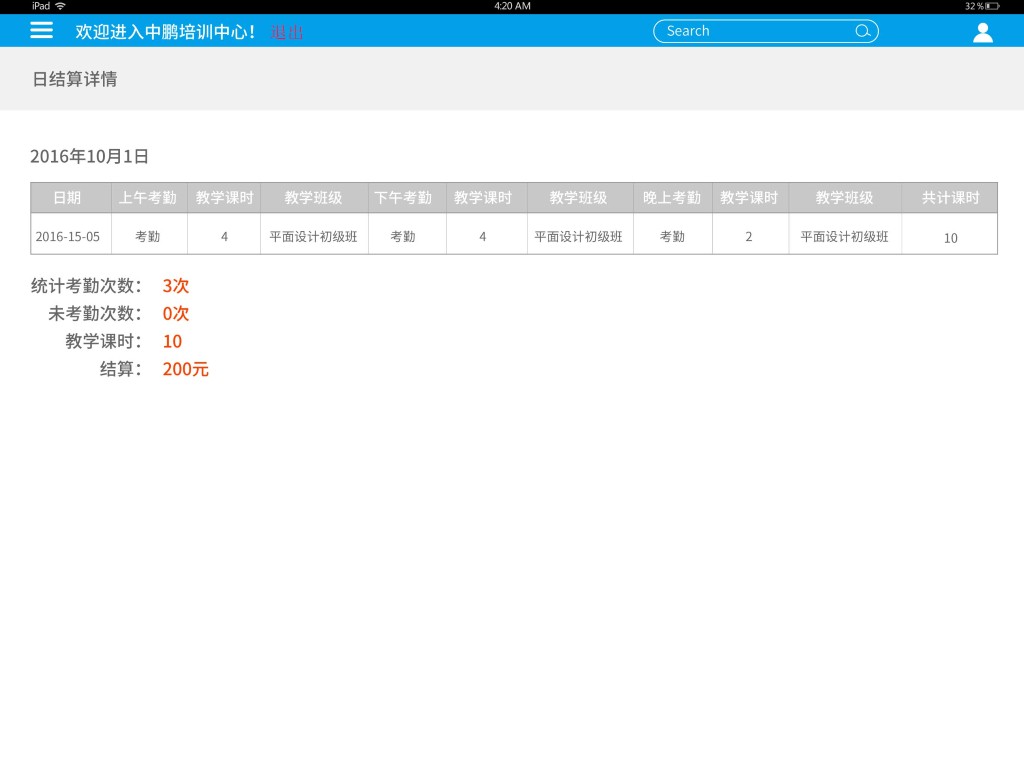 iPad 4:20 AM 32%
欢迎进入中鹏培训中心！ 退出 Search
日结算详情
2016年10月1日
日期 上午考勤 教学课时 教学班级 下午考勤 教学课时 教学班级 晚上考勤 教学课时 教学班级 共计课时
2016-15-05 考勤 4 平面设计初级班 考勤 4 平面设计初级班 考勤 2 平面设计初级班 10
统计考勤次数： 3次
未考勤次数： 0次
教学课时： 10
结算： 200元